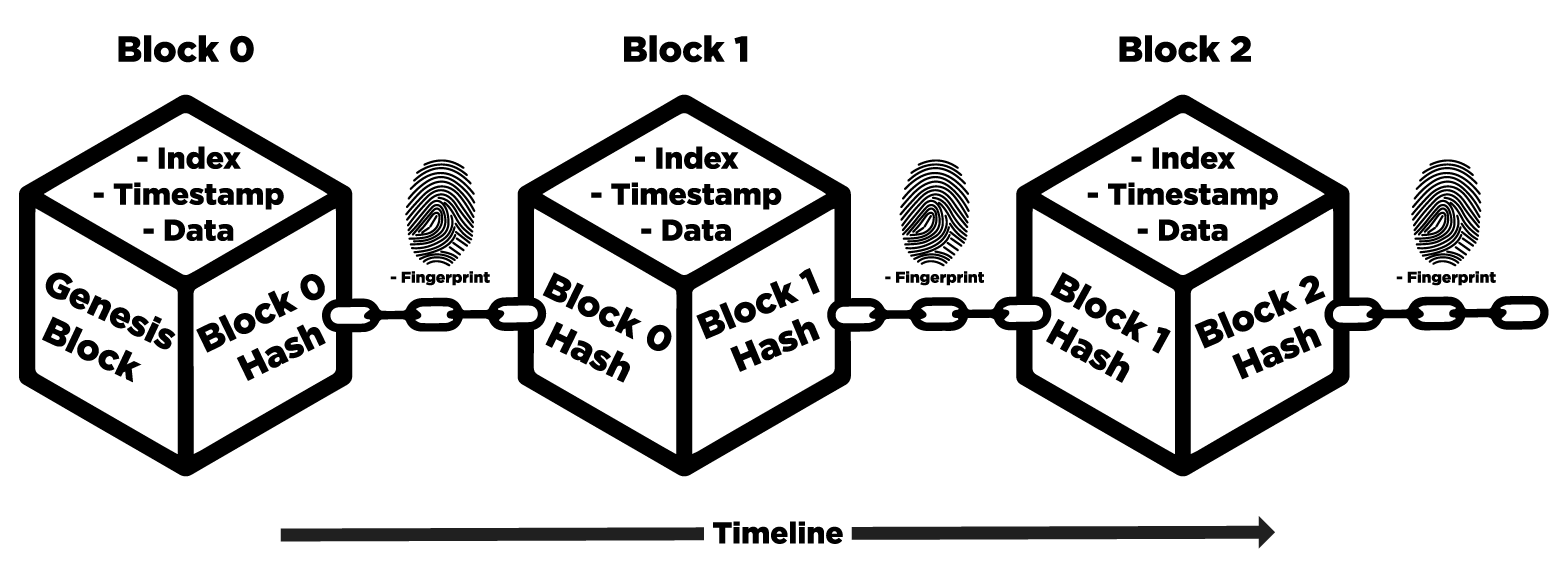 Block 0
Block 1
Block 2
- Index
- Timestamp
- Data
Genesis
Block
Block 0
Hash
- Fingerprint
- Index
- Timestamp
- Data
Block 0
Hash
Block 1
Hash
- Fingerprint
- Index
- Timestamp
- Data
Block 1
Hash
Block 2
Hash
- Fingerprint
Timeline